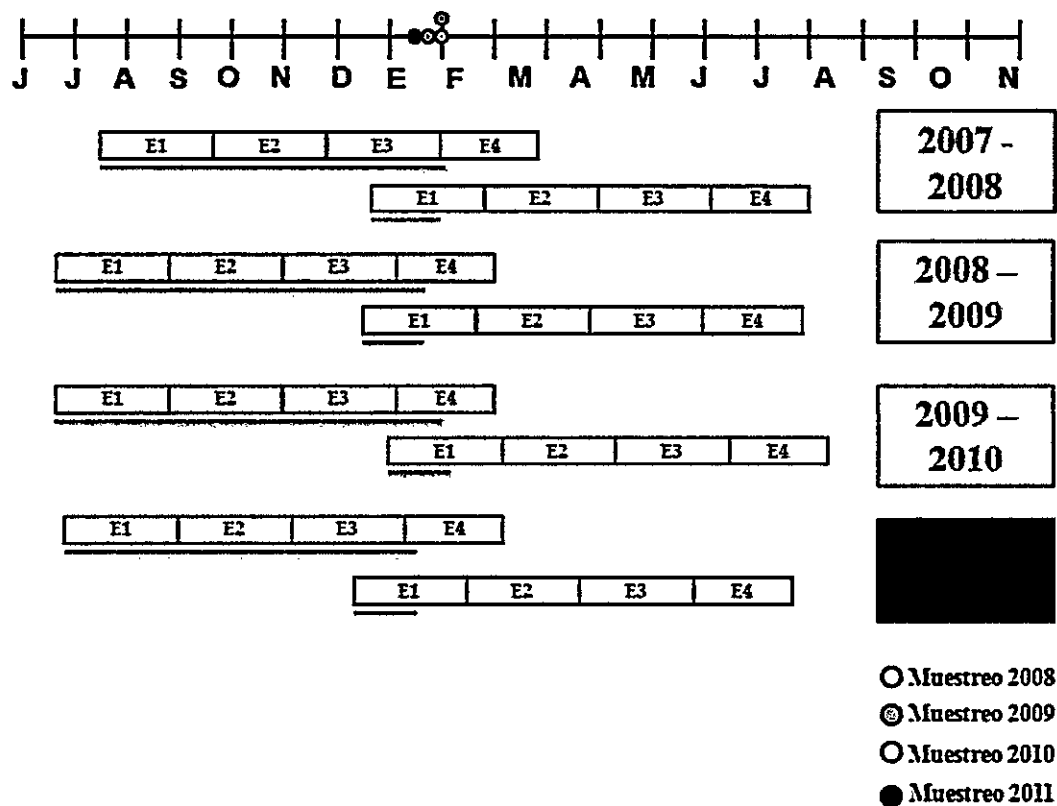 J J A S O N D E F M A M J J A S O N
E1 E2 E3 E4
2007 -
2008
E1 E2 E3 E4
E1 E2 E3 E4
2008 –
2009
E1 E2 E3 E4
E1 E2 E3 E4
2009 –
2010
E1 E2 E3 E4
E1 E2 E3 E4
E1 E2 E3 E4
Muestreo 2008
Muestreo 2009
Muestreo 2010
Muestreo 2011